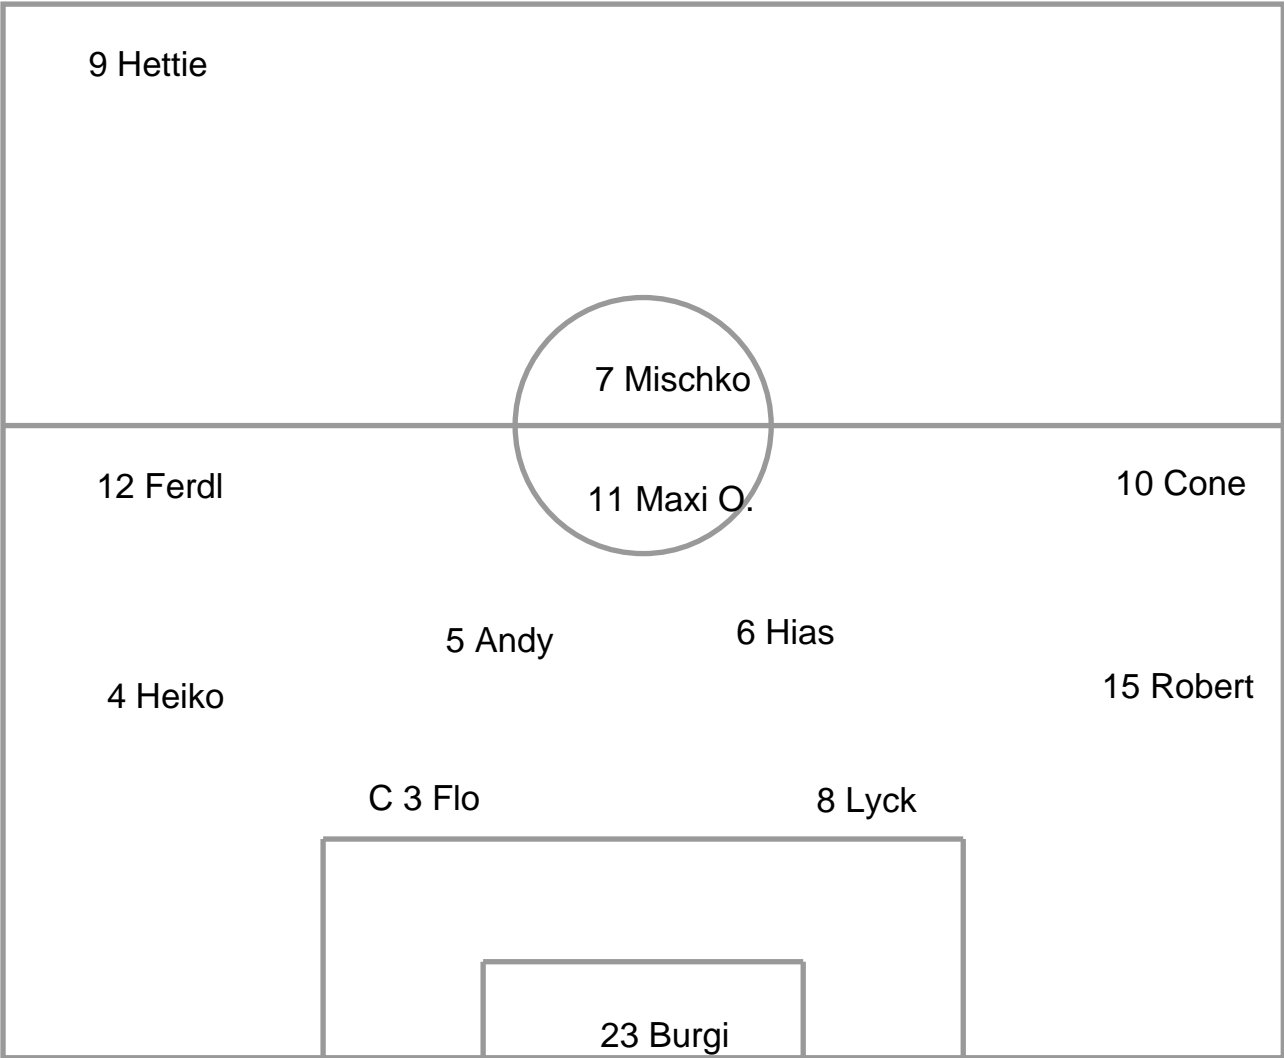 9 Hettie
7 Mischko
12 Ferdl
11 Maxi O.
10 Cone
5 Andy
6 Hias
4 Heiko
15 Robert
C 3 Flo
8 Lyck
23 Burgi